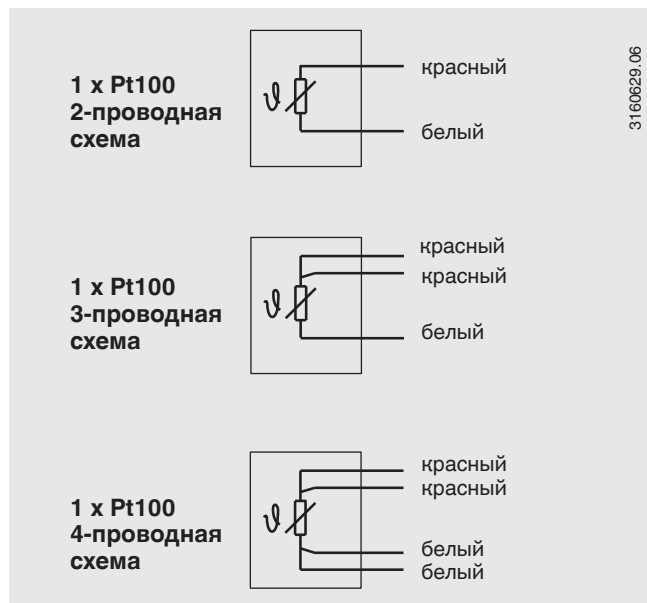 1 x Pt100
2-проводная
схема
красный
белый
3160629.06
1 x Pt100
3-проводная
схема
красный
красный
белый
1 x Pt100
4-проводная
схема
красный
красный
белый
белый